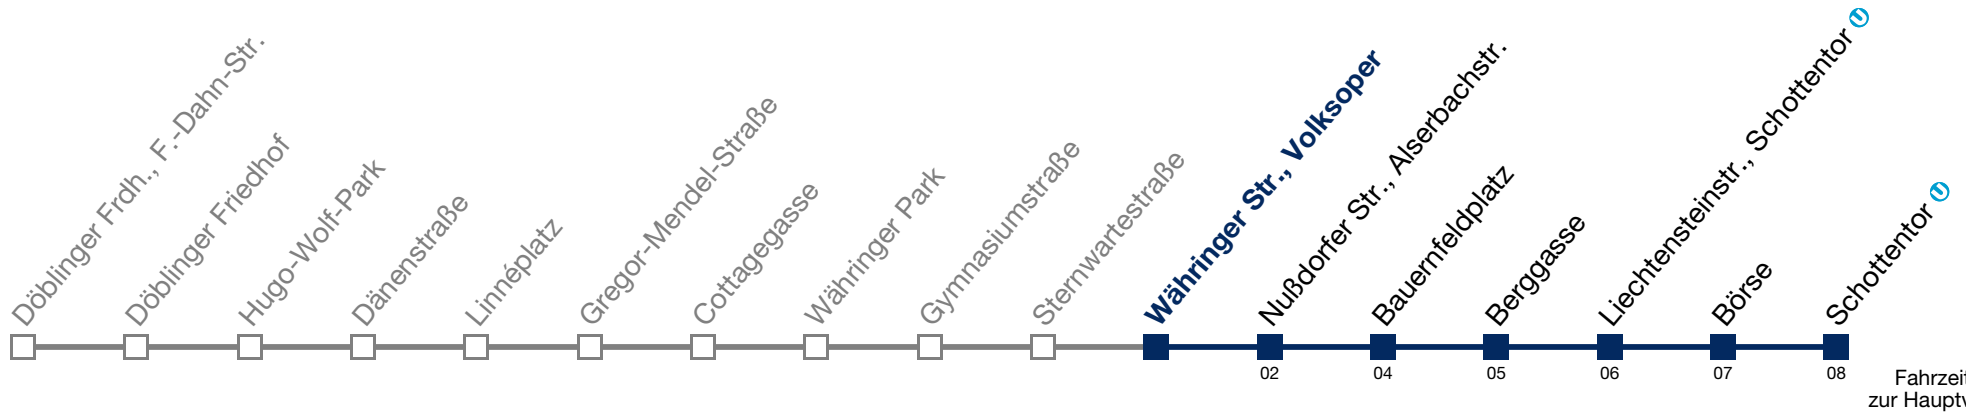 Döblinger Frdh., F.-Dahn-Str.
Döblinger Friedhof
Hugo-Wolf-Park
Dänenstraße
Linnéplatz
Gregor-Mendel-Straße
Cottagegasse
Währinger Park
Gymnasiumstraße
Sternwartestraße
Währinger Str., Volksoper
Nußdorfer Str., Alserbachstr.
Bauernfeldplatz
Berggasse
Liechtensteinstr., Schottentor U
Börse
Schottentor U
02 04 05 06 07 08
Fahrzeit
zur Hauptv